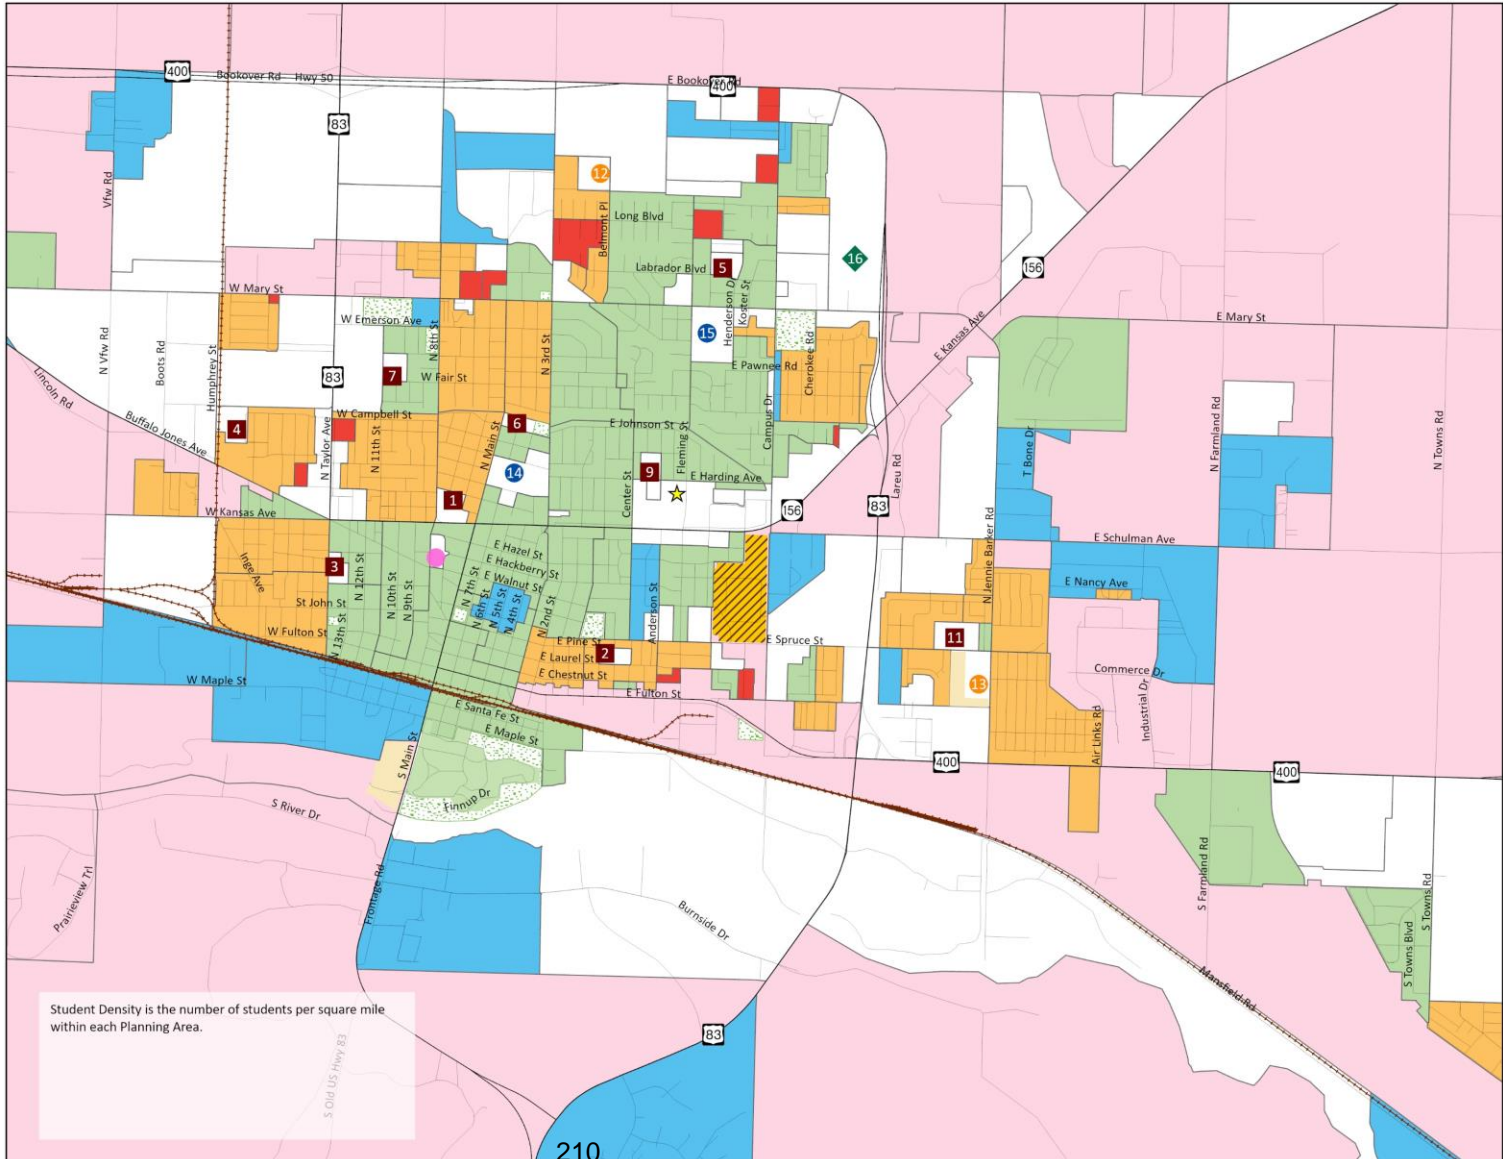 400
Bookover Rd Hwy 50
E Bookover Rd
400
83
12
Vfw Rd
Long Blvd
Belmont Pl
16
Labrador Blvd
5
156
W Mary St
Henderson Dr
Koster St
W Emerson Ave
N 8th St
15
E Mary St
N Vfw Rd
Boots Rd
N 3rd St
E Kansas Ave
Humphrey St
83
7
W Fair St
E Pawnee Rd
Cherokee Rd
Lincoln Rd
Buffalo Jones Ave
4
N Taylor Ave
W Campbell St
N 11th St
N Main St
6
E Johnson St
Fleming St
Campus Dr
T Bone Dr
N Farmland Rd
N Towns Rd
14
9
E Harding Ave
Center St
Lareu Rd
1
W Kansas Ave
156
83
N Jennie Barker Rd
E Schulman Ave
Inge Ave
3
N 12th St
E Hazel St
E Hackberry St
E Walnut St
E Nancy Ave
St John St
N 10th St
N 9th St
N 7th St
N 6th St
N 5th St
N 4th St
N 2nd St
Anderson St
W Fulton St
N 13th St
E Pine St
E Spruce St
11
E Laurel St
2
E Chestnut St
W Maple St
E Fulton St
13
Commerce Dr
Industrial Dr
E Santa Fe St
E Maple St
Air Links Rd
S Main St
400
400
Finnup Dr
S River Dr
Prairieview Trl
Frontage Rd
Burnside Dr
S Farmland Rd
S Towns Rd
S Towns Blvd
Mansfield Rd
Student Density is the number of students per square mile
within each Planning Area.
S Old US Hwy 83
83
210